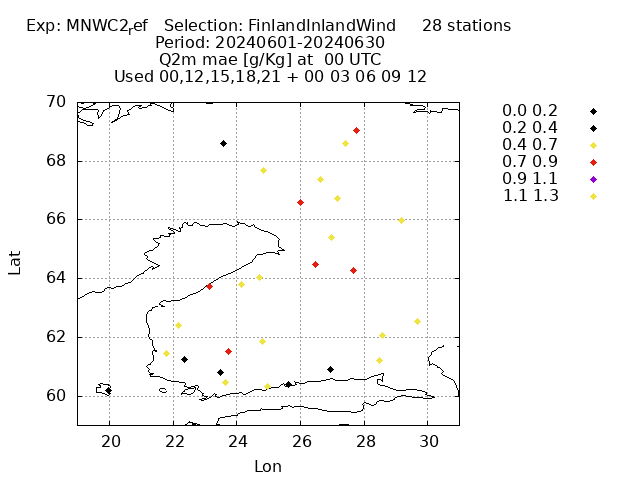 Exp: MNWC2ref   Selection: FinlandInlandWind     28 stations
Period: 20240601-20240630
Q2m mae [g/Kg] at  00 UTC
Used 00,12,15,18,21 + 00 03 06 09 12
0.0 0.2
0.2 0.4
0.4 0.7
0.7 0.9
0.9 1.1
1.1 1.3
70
68
66
64
62
60
Lat
20 22 24 26 28 30
Lon